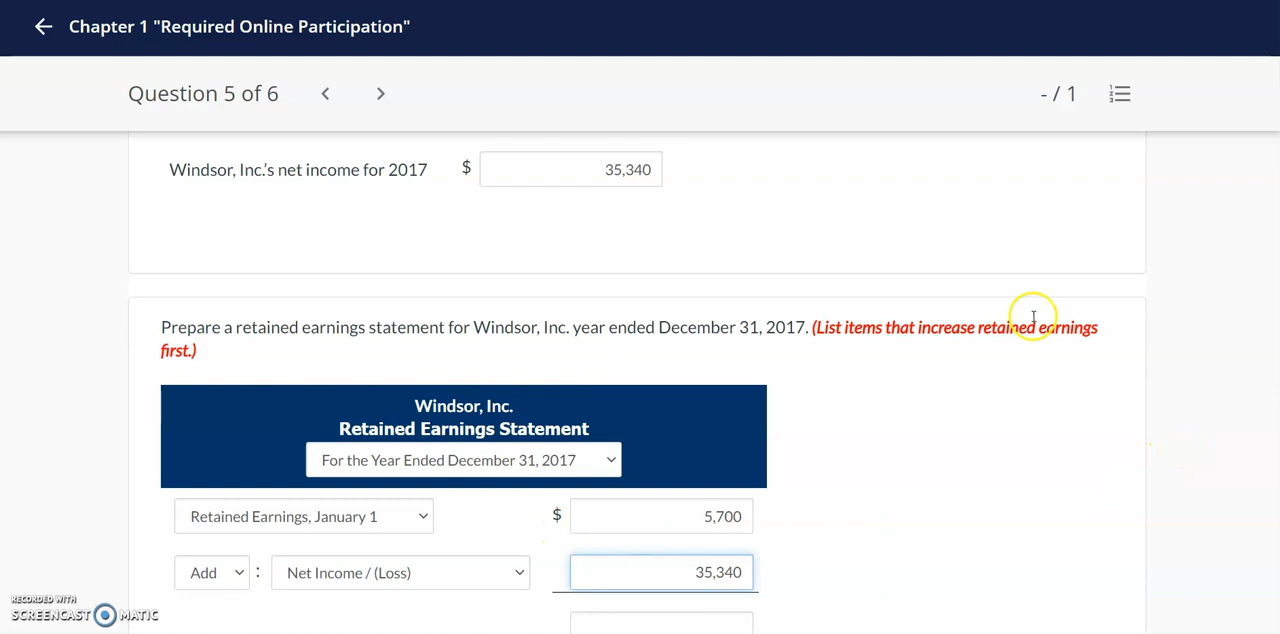 Chapter 1 "Required Online Participation"
Question 5 of 6
- / 1
Windsor, Inc.'s net income for 2017 $ 35,340
Prepare a retained earnings statement for Windsor, Inc. year ended December 31, 2017. (List items that increase retained earnings
first.)
Windsor, Inc.
Retained Earnings Statement
For the Year Ended December 31, 2017
Retained Earnings, January 1 $ 5,700
Add : Net Income / (Loss) 35,340
RECORDED WITH
SCREENCAST MATIC